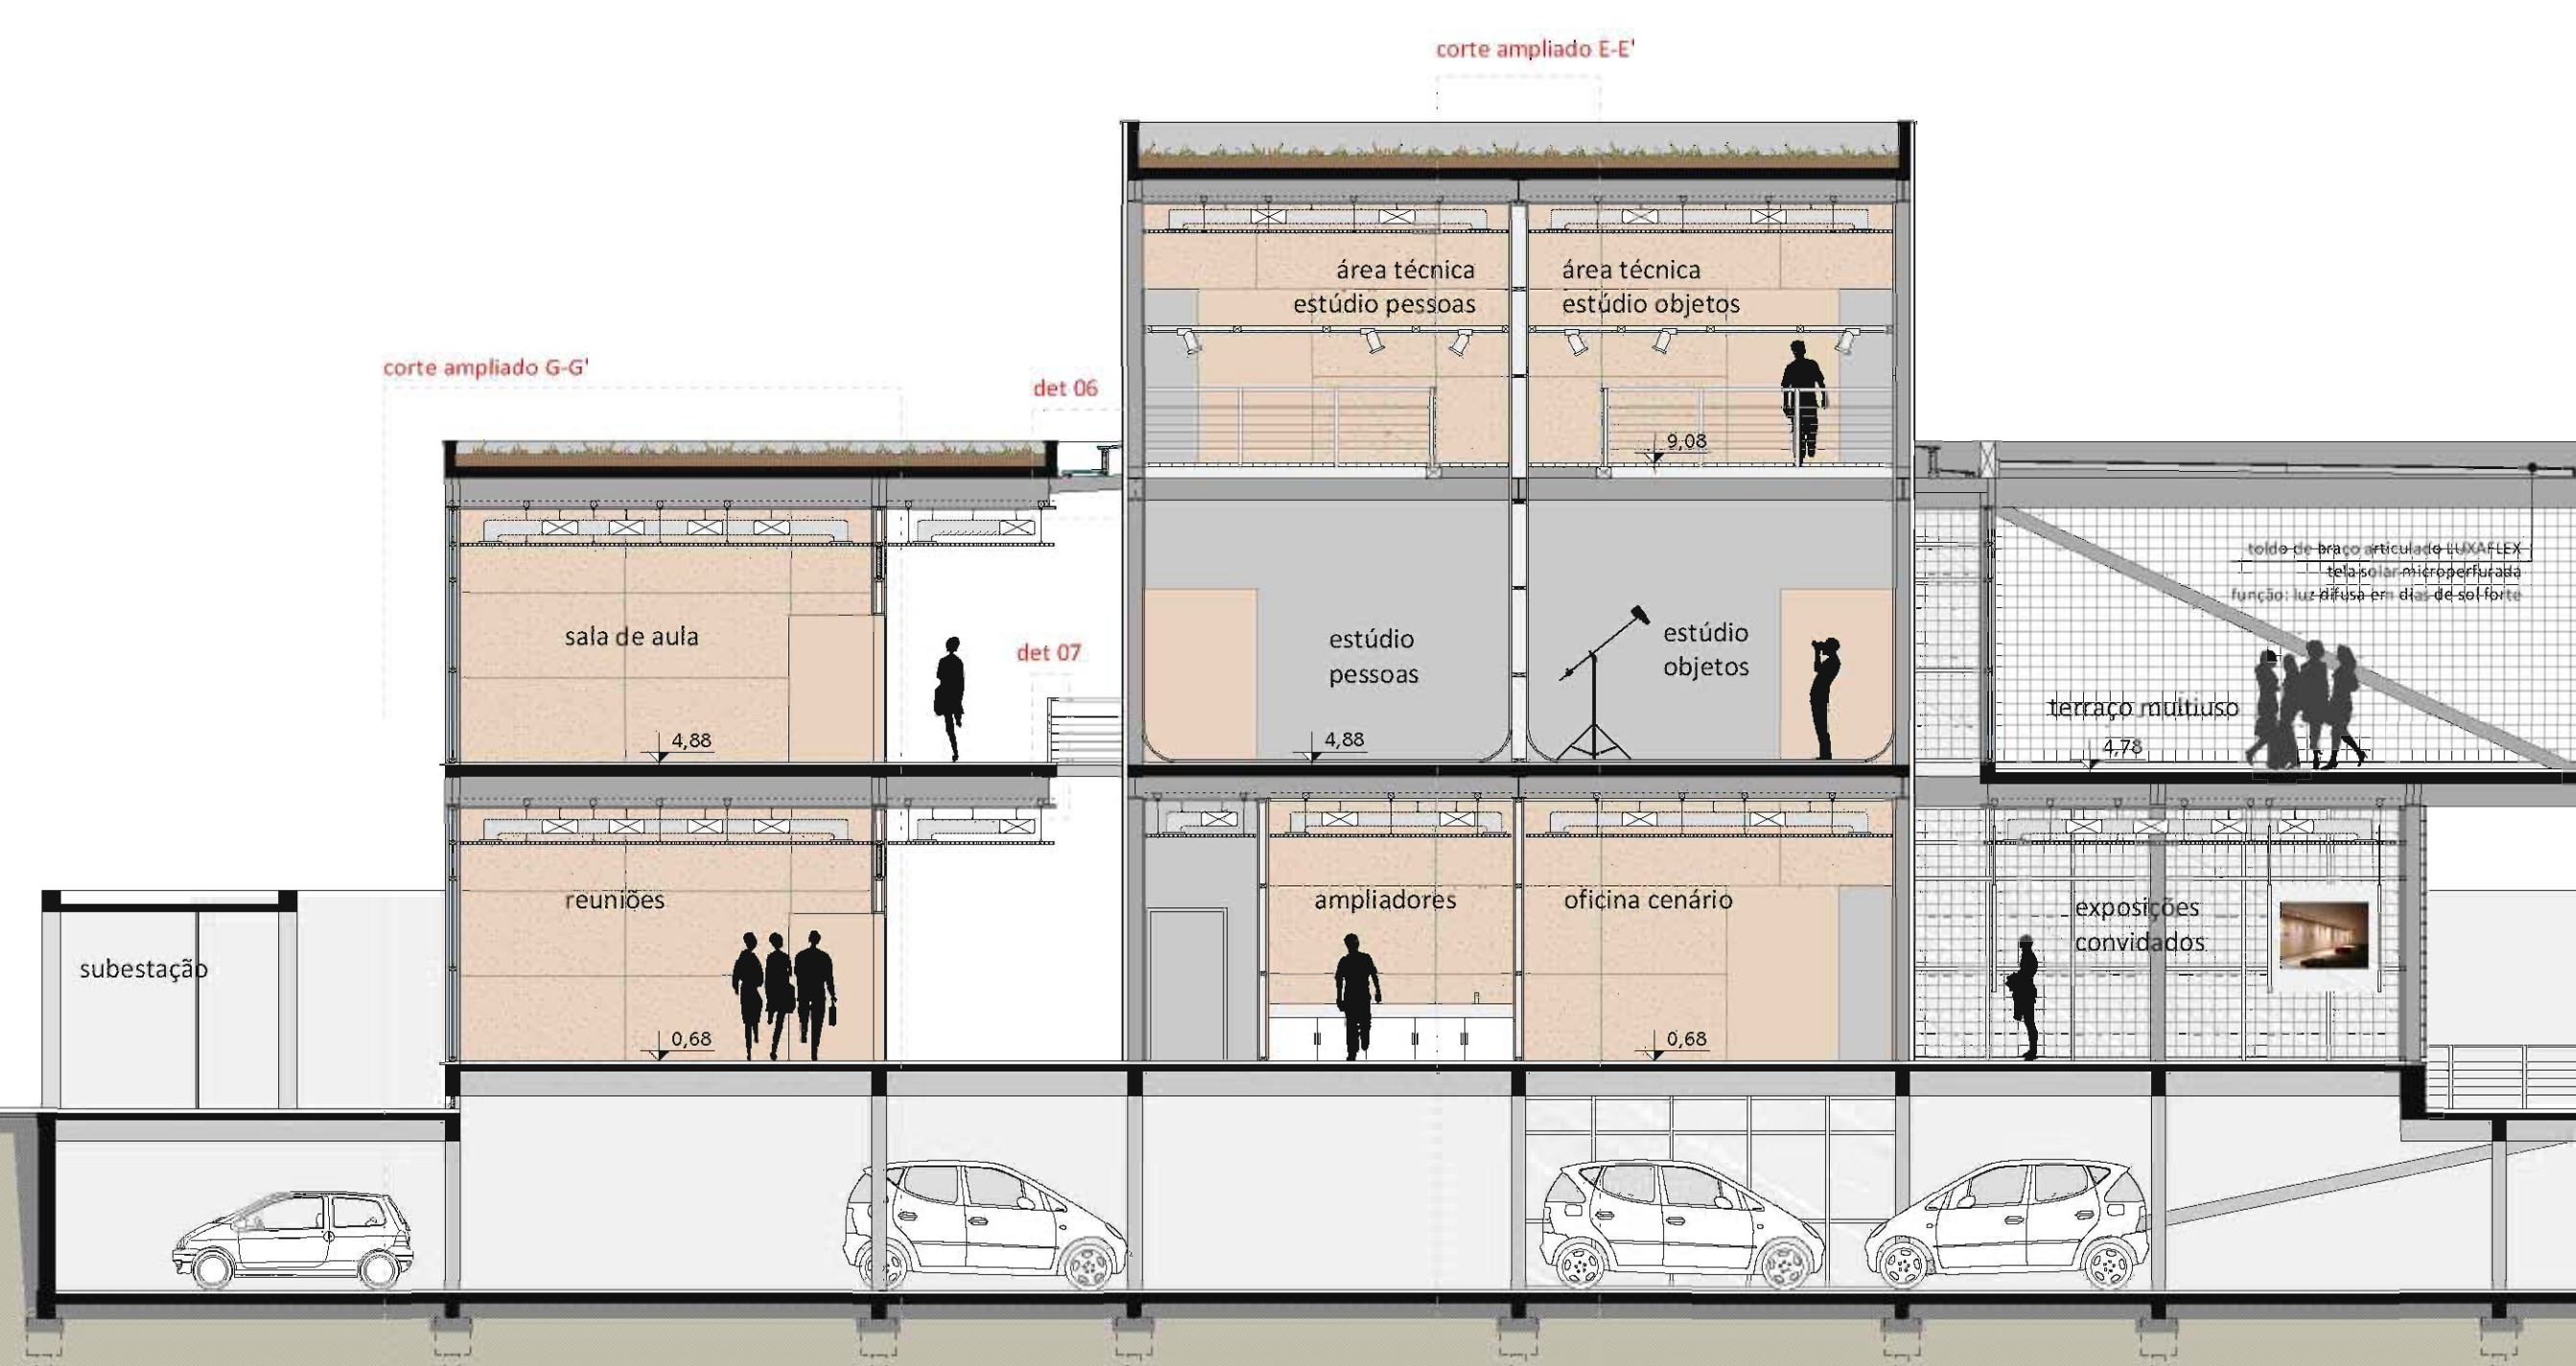 corte ampliado E-E'
área técnica
estúdio pessoas
área técnica
estúdio objetos
corte ampliado G-G'
det 06
9,08
toldo de braço articulado LUXAFLEX
tela solar microperfurada
função: luz difusa em dias de sol forte
sala de aula
det 07
estúdio
pessoas
estúdio
objetos
terraço multiuso
4,88
4,88
4,78
reuniões
ampliadores
oficina cenário
exposições
convidados
subestação
0,68
0,68